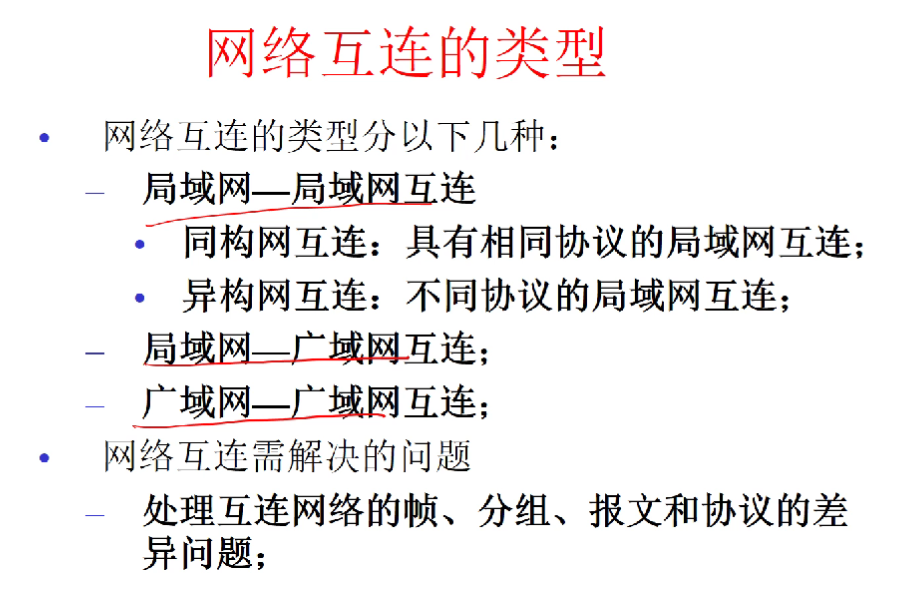 网络互连的类型
• 网络互连的类型分以下几种：
– 局域网—局域网互连
• 同构网互连：具有相同协议的局域网互连；
• 异构网互连：不同协议的局域网互连；
– 局域网—广域网互连；
– 广域网—广域网互连；
• 网络互连需解决的问题
– 处理互连网络的帧、分组、报文和协议的差
异问题；